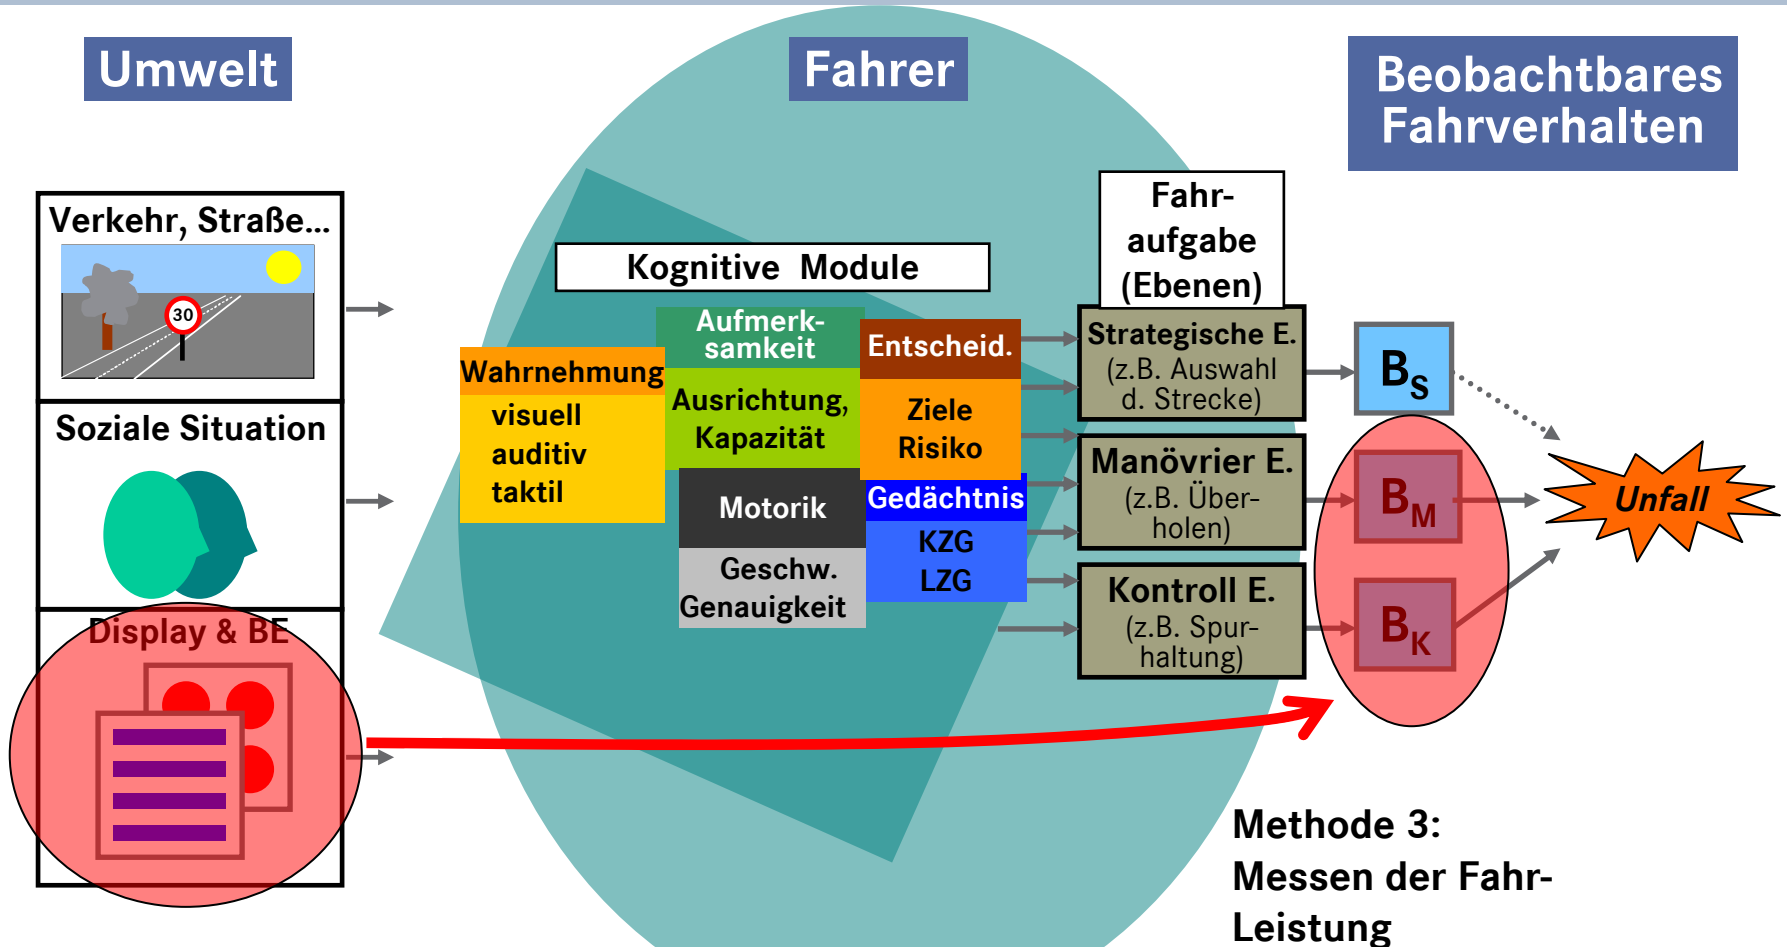 Umwelt
Fahrer
Beobachtbares
Fahrverhalten
Verkehr, Straße...
30
Soziale Situation
Display & BE
Kognitive Module
Wahrnehmung
visuell
auditiv
taktil
Aufmerk-
samkeit
Ausrichtung,
Kapazität
Entscheid.
Ziele
Risiko
Motorik
Geschw.
Genauigkeit
Gedächtnis
KZG
LZG
Fahr-
aufgabe
(Ebenen)
Strategische E.
(z.B. Auswahl
d. Strecke)
Manövrier E.
(z.B. Über-
holen)
Kontroll E.
(z.B. Spur-
haltung)
BS
BM
BK
Unfall
Methode 3:
Messen der Fahr-
Leistung